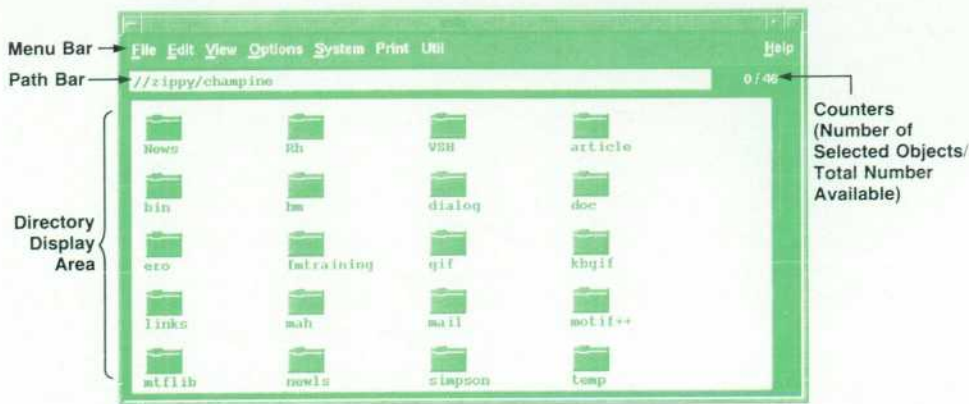 Menu Bar
File Edit View Options System Print Util Help
Path Bar
//zippy/champine
0 / 46
Counters
(Number of
Selected Objects/
Total Number
Available)
Directory
Display
Area
News Rh VSH article
bin hm dialog doc
ero fmtraining gif kbgif
links mah mail motif++
mtflib newls simpson temp